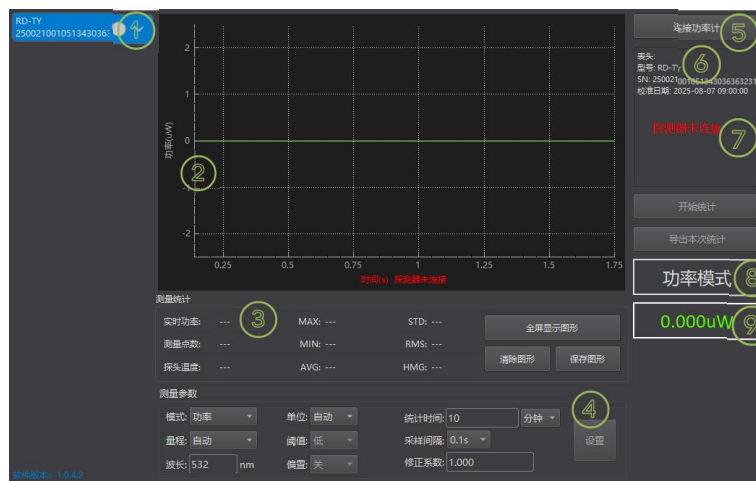 RD-TY
25002100105134303636
①
连接功率计
⑤
表头:
型号: RD-TY
⑥
SN: 250021001051343036363231
校准日期: 2025-08-07 09:00:00
探测器未连接
⑦
功率(uW)
2
1
0
-1
-2
②
0.25
0.5
0.75
1
1.25
1.5
1.75
时间(s) 探测器未连接
开始统计
导出本次统计
功率模式
⑧
0.000uW
⑨
测量统计
实时功率: --- MAX: --- STD: ---
测量点数: --- MIN: --- RMS: ---
探头温度: --- AVG: --- HMG: ---
③
全屏显示图形
清除图形
保存图形
测量参数
④
模式: 功率 单位: 自动 统计时间: 10 分钟
量程: 自动 阈值: 低 采样间隔: 0.1s
波长: 532 nm 偏置: 关 修正系数: 1.000
设置
软件版本: 1.0.4.2